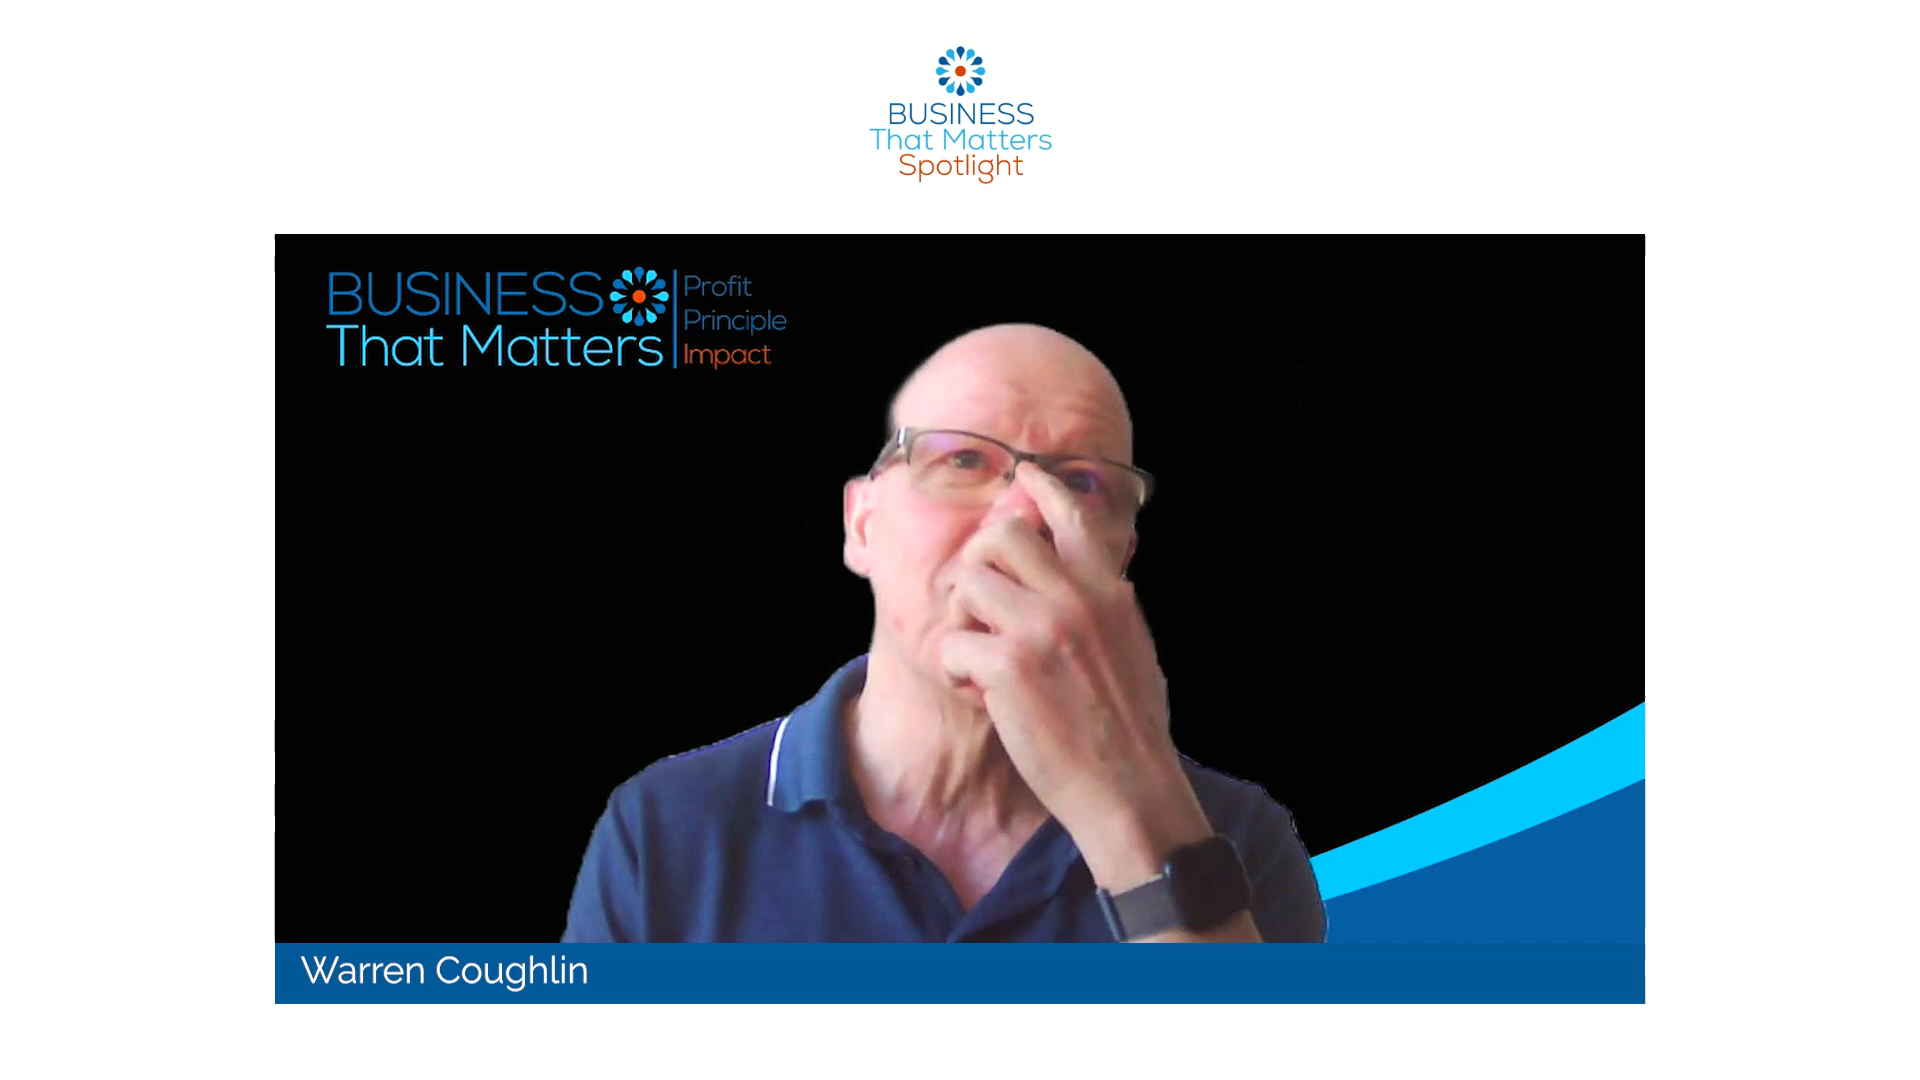 BUSINESS
That Matters
Spotlight
BUSINESS
That Matters
Profit
Principle
Impact
Warren Coughlin